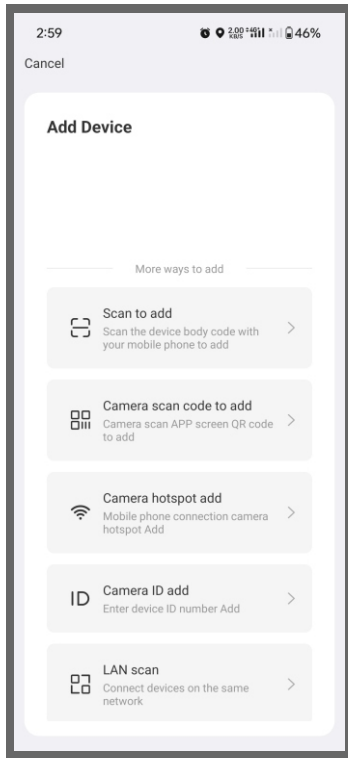 2:59 2.00 KB/S 46%
Cancel
Add Device
More ways to add
Scan to add
Scan the device body code with
your mobile phone to add
Camera scan code to add
Camera scan APP screen QR code
to add
Camera hotspot add
Mobile phone connection camera
hotspot Add
ID
Camera ID add
Enter device ID number Add
LAN scan
Connect devices on the same
network